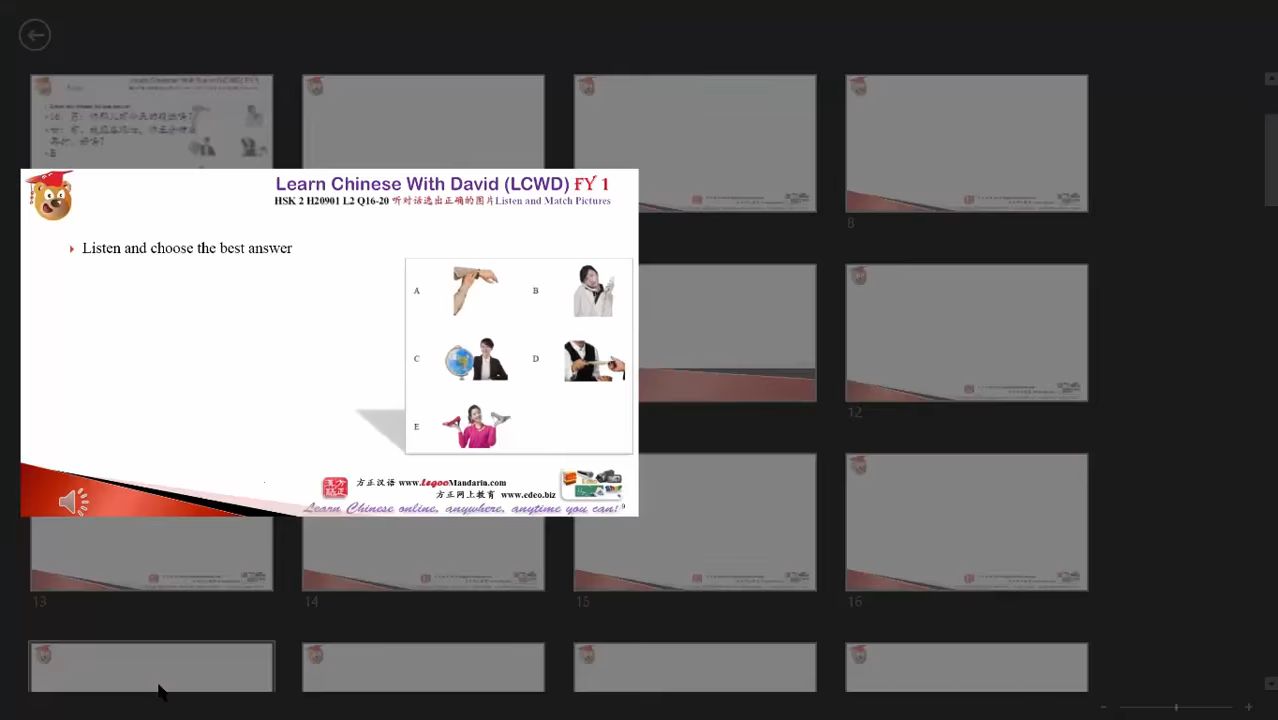 Learn Chinese With David (LCWD) FY 1
HSK 2 H20901 L2 Q16-20 听对话选出正确的图片Listen and Match Pictures
Listen and choose the best answer
A
B
C
D
E
方正汉语 www.LegooMandarin.com
方正网上教育 www.edeo.biz
Learn Chinese online, anywhere, anytime you can!
9
8
12
13
14
15
16